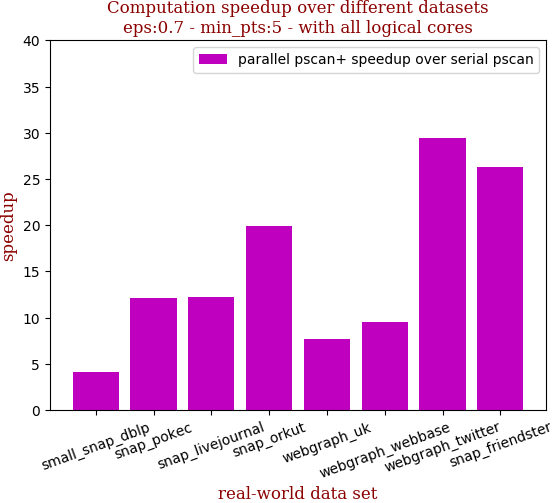 Computation speedup over different datasets
eps:0.7 - min_pts:5 - with all logical cores
parallel pscan+ speedup over serial pscan
speedup
40
35
30
25
20
15
10
5
0
small_snap_dblp
snap_pokec
snap_livejournal
snap_orkut
webgraph_uk
webgraph_webbase
webgraph_twitter
snap_friendster
real-world data set